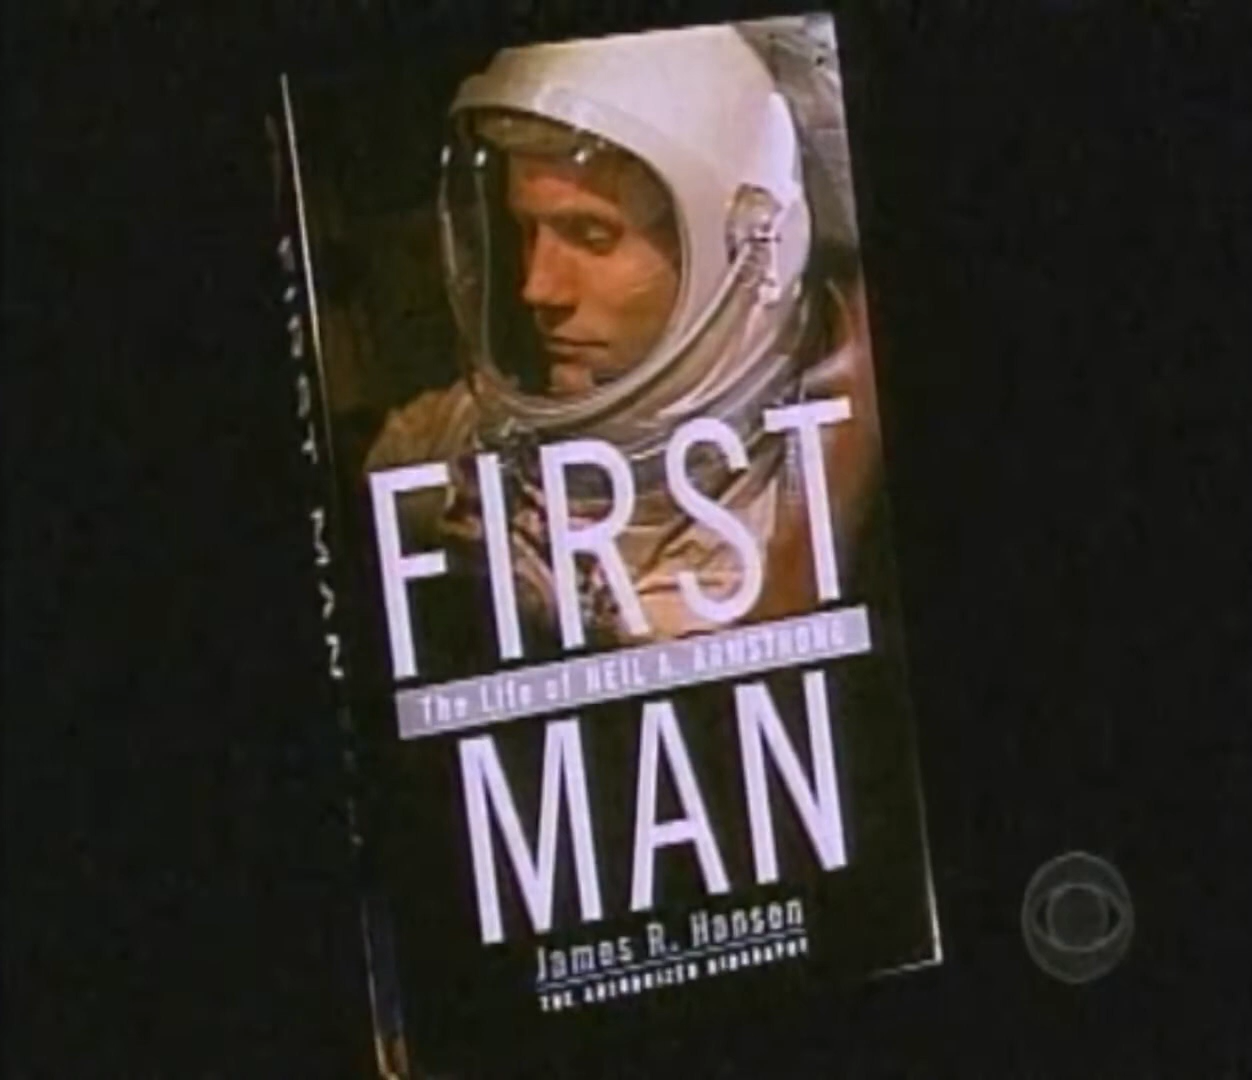 FIRST
The Life of NEIL A. ARMSTRONG
MAN
James R. Hansen
THE AUTHORIZED BIOGRAPHY
FIRST MAN